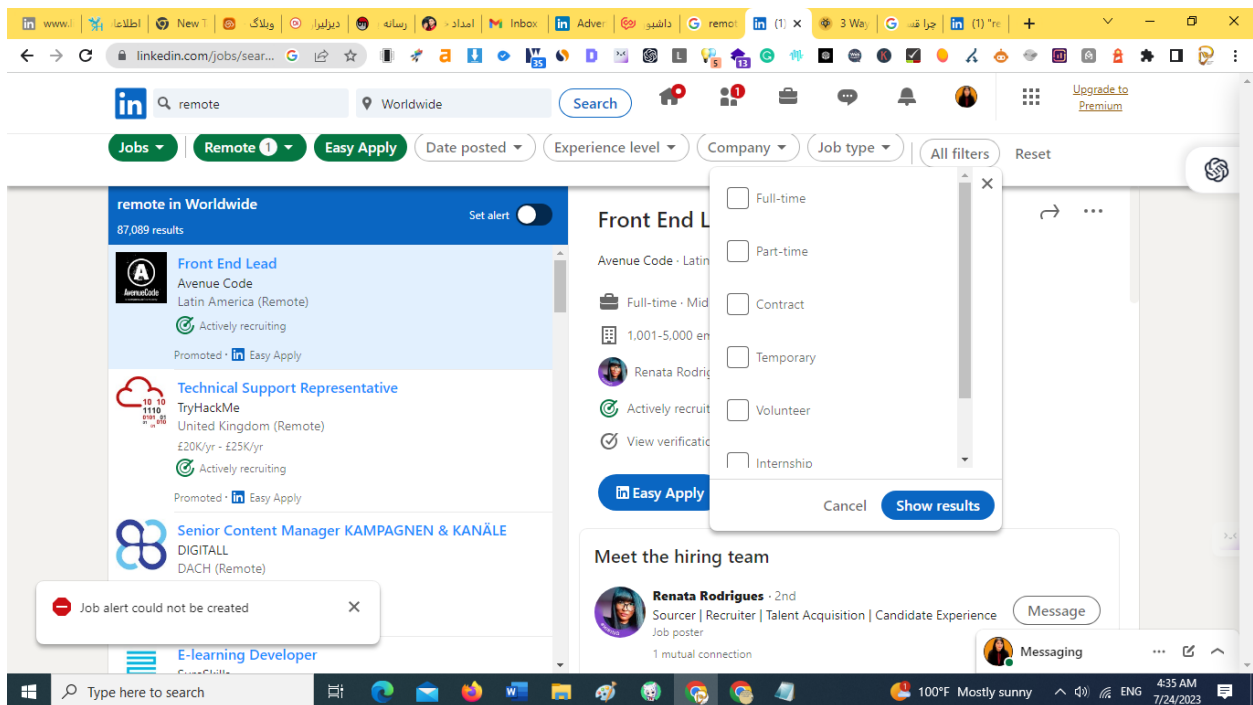 www.l
اطلاعا
New T
وبلاگ
دیزلیرا
رسانه
امداد
Inbox
Adver
داشبو
remot
(1)
3 Way
چرا قد
(1) "re
linkedin.com/jobs/sear...
35
5
13
remote
Worldwide
Search
1
Upgrade to
Premium
Jobs
Remote 1
Easy Apply
Date posted
Experience level
Company
Job type
All filters
Reset
remote in Worldwide
87,089 results
Set alert
Front End Lead
Avenue Code
Latin America (Remote)
Actively recruiting
Promoted · Easy Apply
Technical Support Representative
TryHackMe
United Kingdom (Remote)
£20K/yr - £25K/yr
Actively recruiting
Promoted · Easy Apply
Senior Content Manager KAMPAGNEN & KANÄLE
DIGITALL
DACH (Remote)
E-learning Developer
Job alert could not be created
Front End L
Avenue Code · Latin
Full-time · Mid
1,001-5,000 em
Renata Rodrig
Actively recruit
View verificatio
Easy Apply
Full-time
Part-time
Contract
Temporary
Volunteer
Internship
Cancel
Show results
Meet the hiring team
Renata Rodrigues · 2nd
Sourcer | Recruiter | Talent Acquisition | Candidate Experience
Job poster
1 mutual connection
Message
Messaging
Type here to search
100°F Mostly sunny
ENG
4:35 AM
7/24/2023